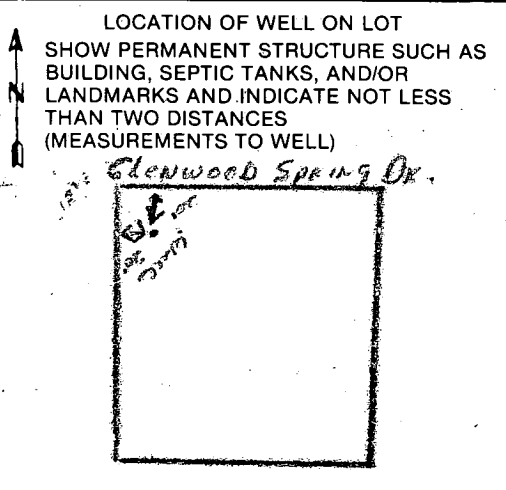 LOCATION OF WELL ON LOT
SHOW PERMANENT STRUCTURE SUCH AS
BUILDING, SEPTIC TANKS, AND/OR
LANDMARKS AND INDICATE NOT LESS
THAN TWO DISTANCES
(MEASUREMENTS TO WELL)
N
Glenwood Spring Dr.
Well